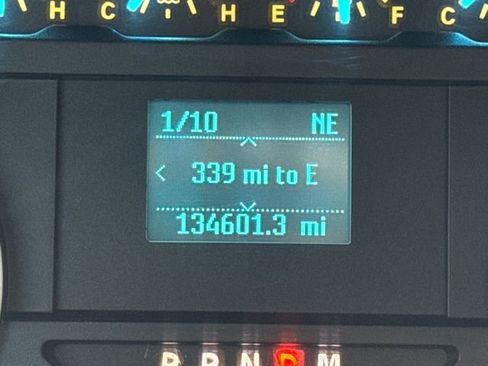 H C H E F C
1/10 NE
< 339 mi to E
134601.3 mi
P R N D M